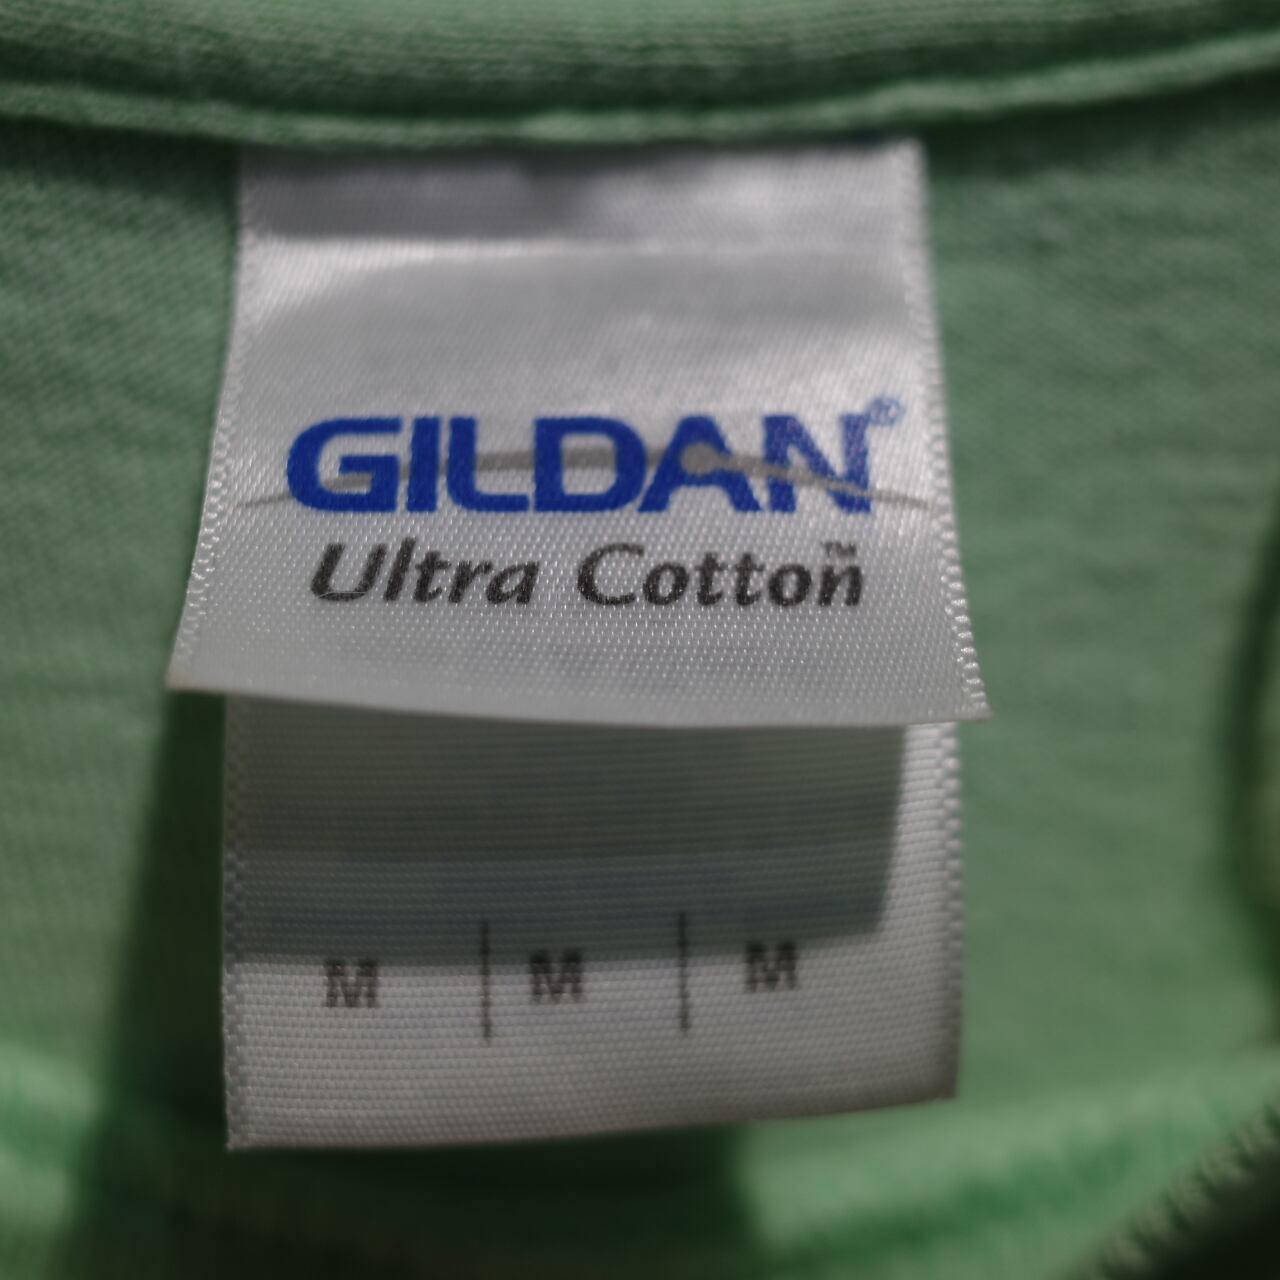 GILDAN®
Ultra Cotton™
M | M | M